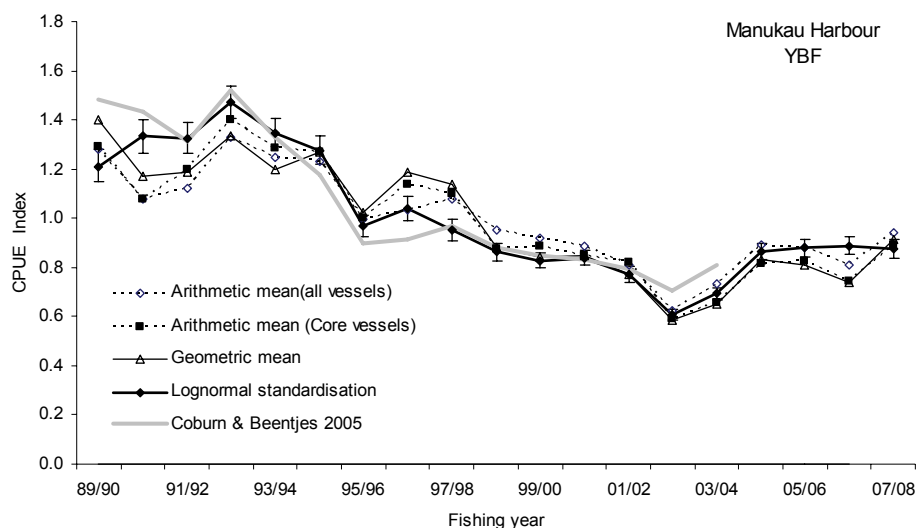 Manukau Harbour
YBF
1.8
1.6
1.4
1.2
1.0
0.8
0.6
0.4
0.2
0.0
CPUE Index
Arithmetic mean(all vessels)
Arithmetic mean (Core vessels)
Geometric mean
Lognormal standardisation
Coburn & Beentjes 2005
89/90 91/92 93/94 95/96 97/98 99/00 01/02 03/04 05/06 07/08
Fishing year